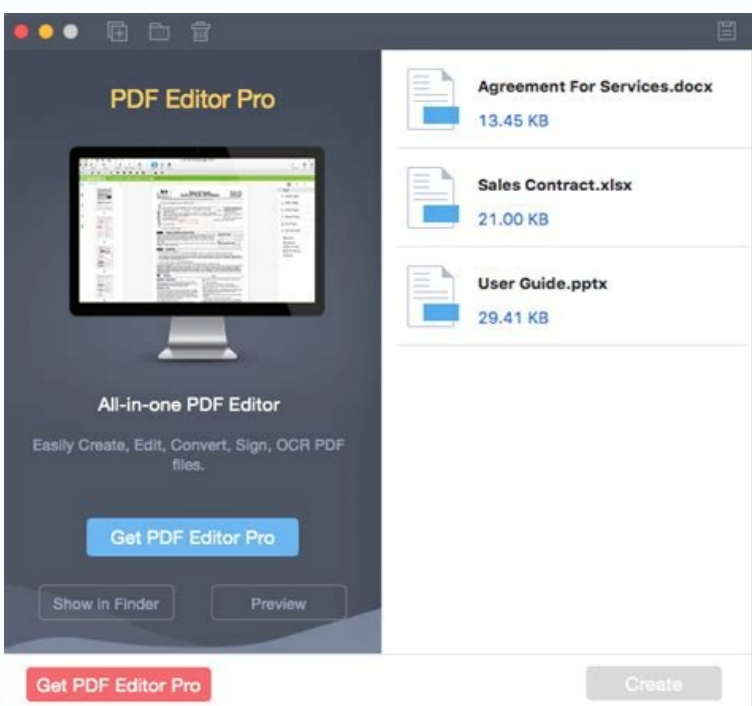 PDF Editor Pro
All-in-one PDF Editor
Easily Create, Edit, Convert, Sign, OCR PDF
files.
Get PDF Editor Pro
Show in Finder
Preview
Agreement For Services.docx
13.45 KB
Sales Contract.xlsx
21.00 KB
User Guide.pptx
29.41 KB
Get PDF Editor Pro
Create